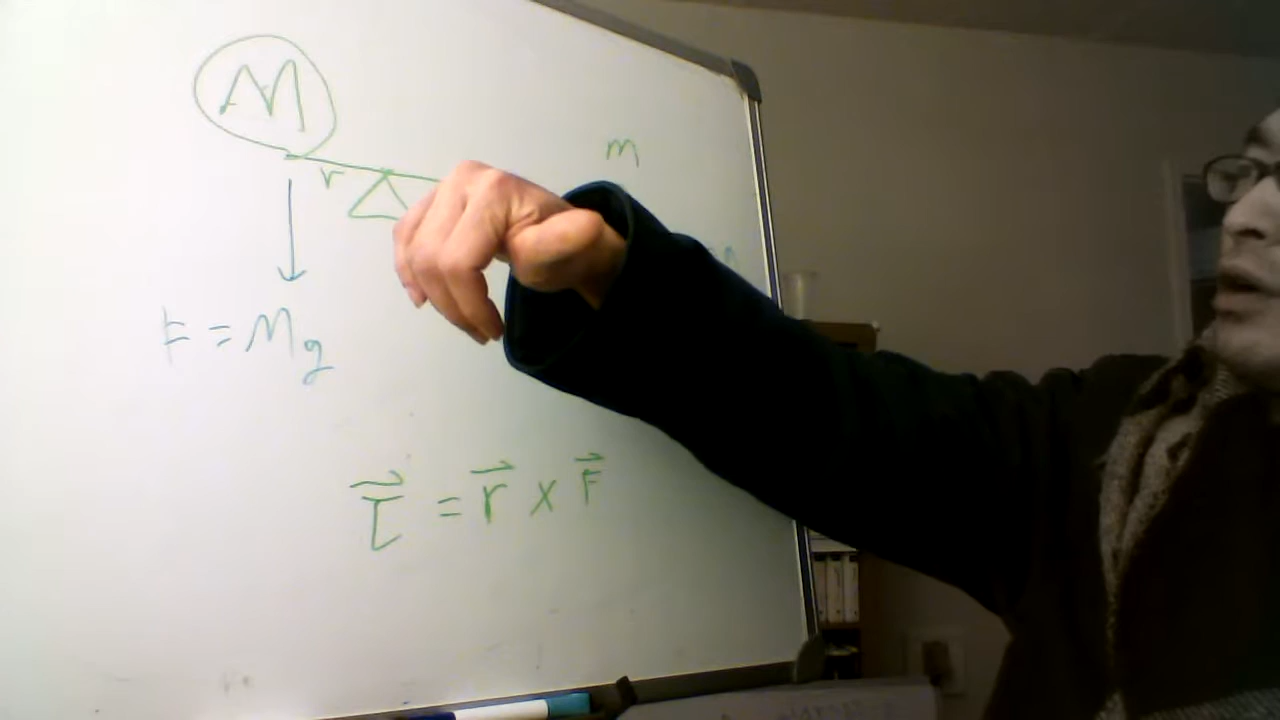 M
m
r
F = Mg
τ⃗ = r⃗ x F⃗